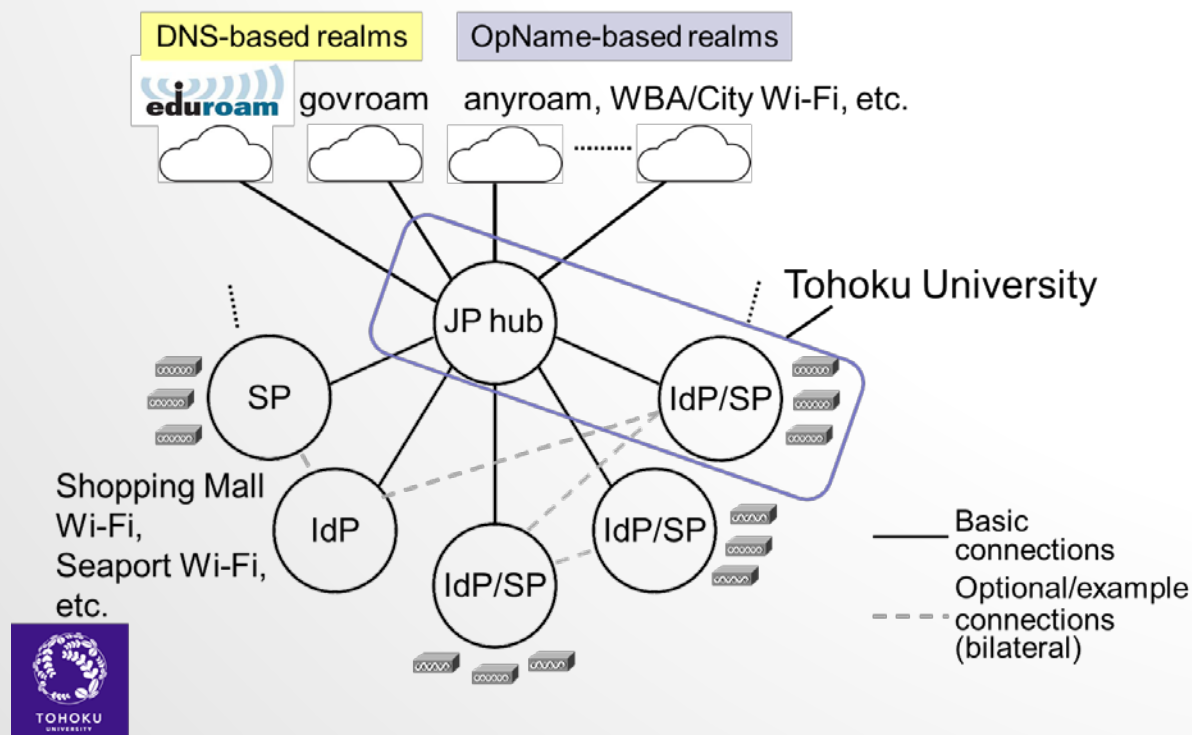 DNS-based realms
OpName-based realms
eduroam
govroam
anyroam, WBA/City Wi-Fi, etc.
Tohoku University
JP hub
SP
IdP/SP
Shopping Mall
Wi-Fi,
Seaport Wi-Fi,
etc.
IdP
IdP/SP
IdP/SP
Basic
connections
Optional/example
connections
(bilateral)
TOHOKU
UNIVERSITY